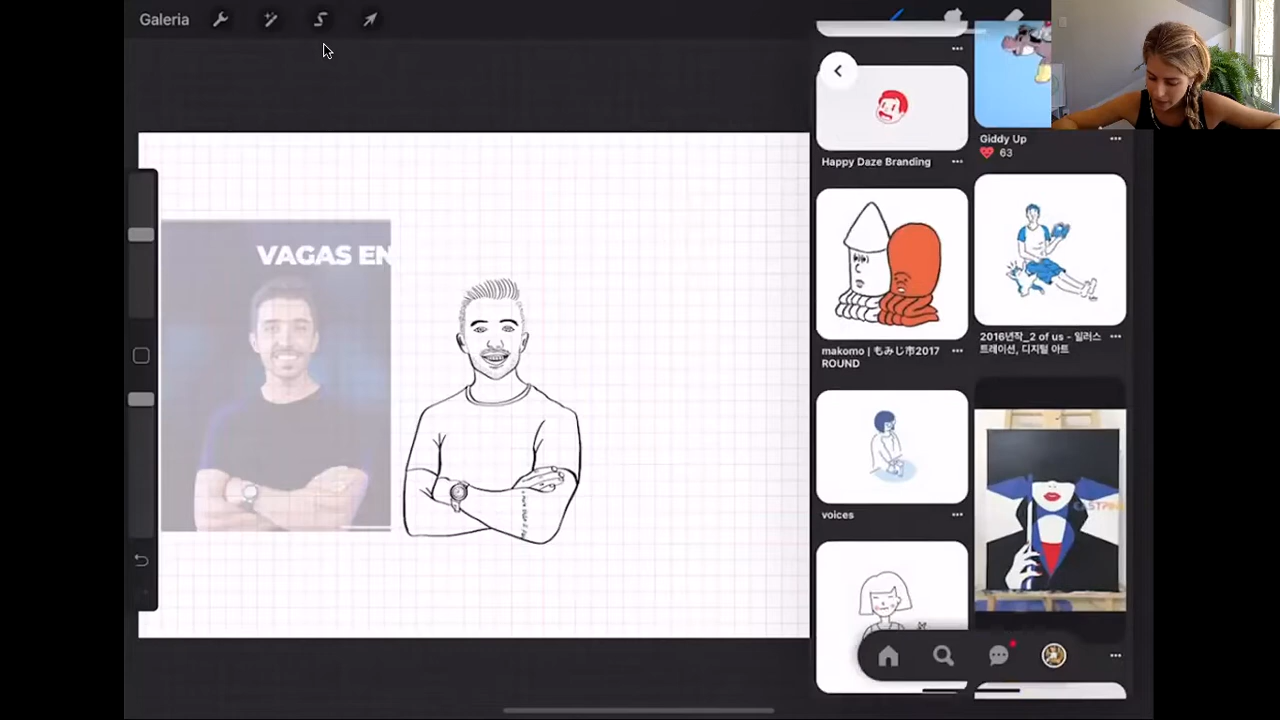 Galeria
VAGAS EN
Happy Daze Branding
Giddy Up
63
makomo | もみじ市2017
ROUND
2016년작_2 of us - 일러스
트레이션, 디지털 아트
voices